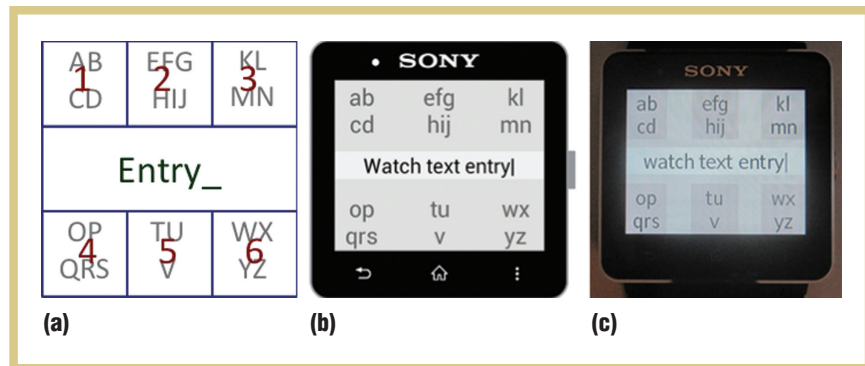 AB EFG KL
1 2 3
CD HIJ MN
Entry_
OP TU WX
4 5 6
QRS V YZ
(a)
SONY
ab efg kl
cd hij mn
Watch text entry|
op tu wx
qrs v yz
(b)
SONY
ab efg kl
cd hij mn
watch text entry|
op tu wx
qrs v yz
(c)